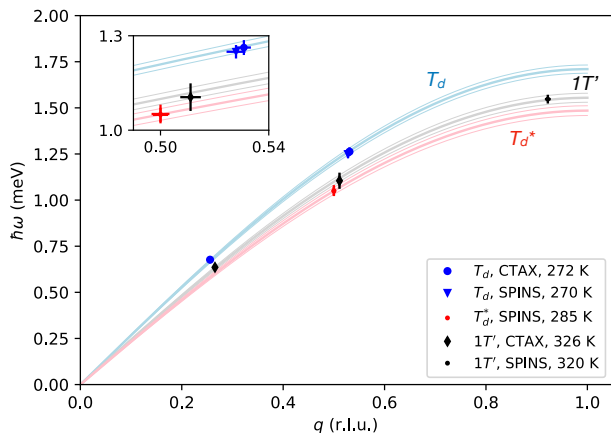 2.00
1.75
1.50
1.25
1.00
0.75
0.50
0.25
0.00
ħω (meV)
1.3
1.0
0.50 0.54
T_d
1T′
T_d*
T_d, CTAX, 272 K
T_d, SPINS, 270 K
T_d*, SPINS, 285 K
1T′, CTAX, 326 K
1T′, SPINS, 320 K
0.0 0.2 0.4 0.6 0.8 1.0
q (r.l.u.)